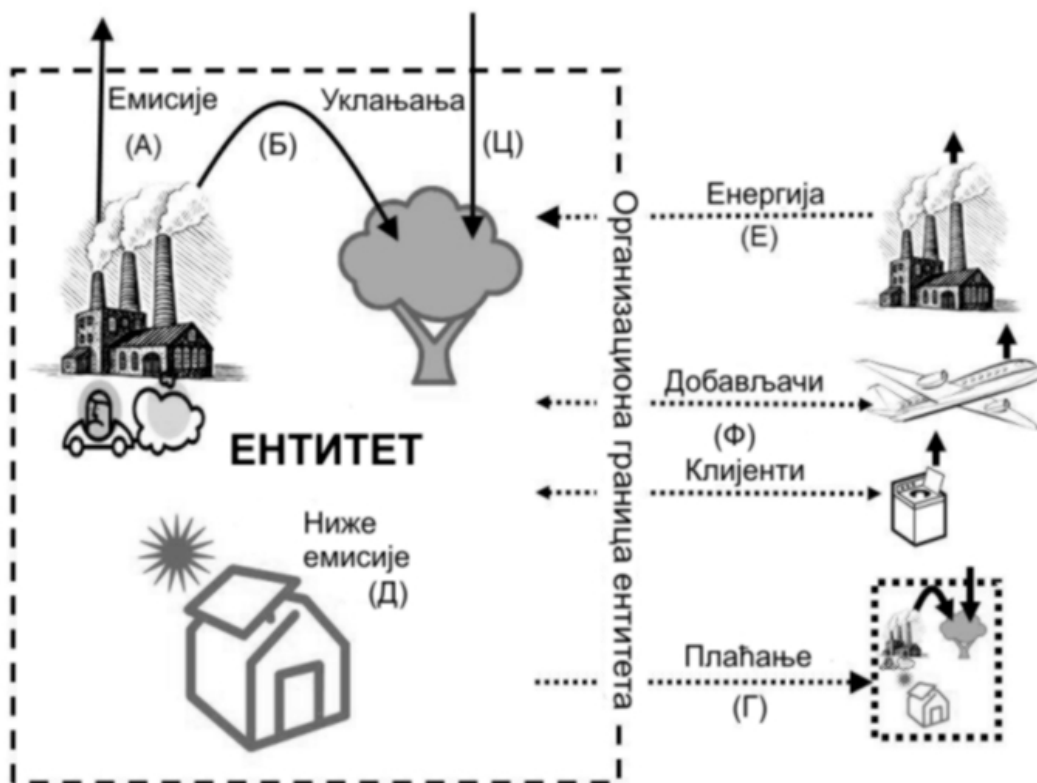 Емисије
(А)
(Б)
Уклањања
(Ц)
ЕНТИТЕТ
Ниже
емисије
(Д)
Организациона граница ентитета
Енергија
(Е)
Добављачи
(Ф)
Клијенти
Плаћање
(Г)